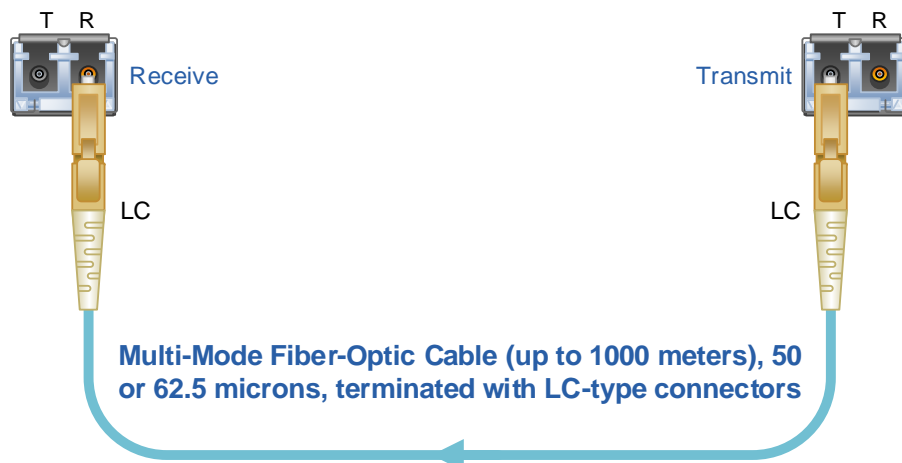 T R
T R
Receive
Transmit
LC
LC
Multi-Mode Fiber-Optic Cable (up to 1000 meters), 50
or 62.5 microns, terminated with LC-type connectors